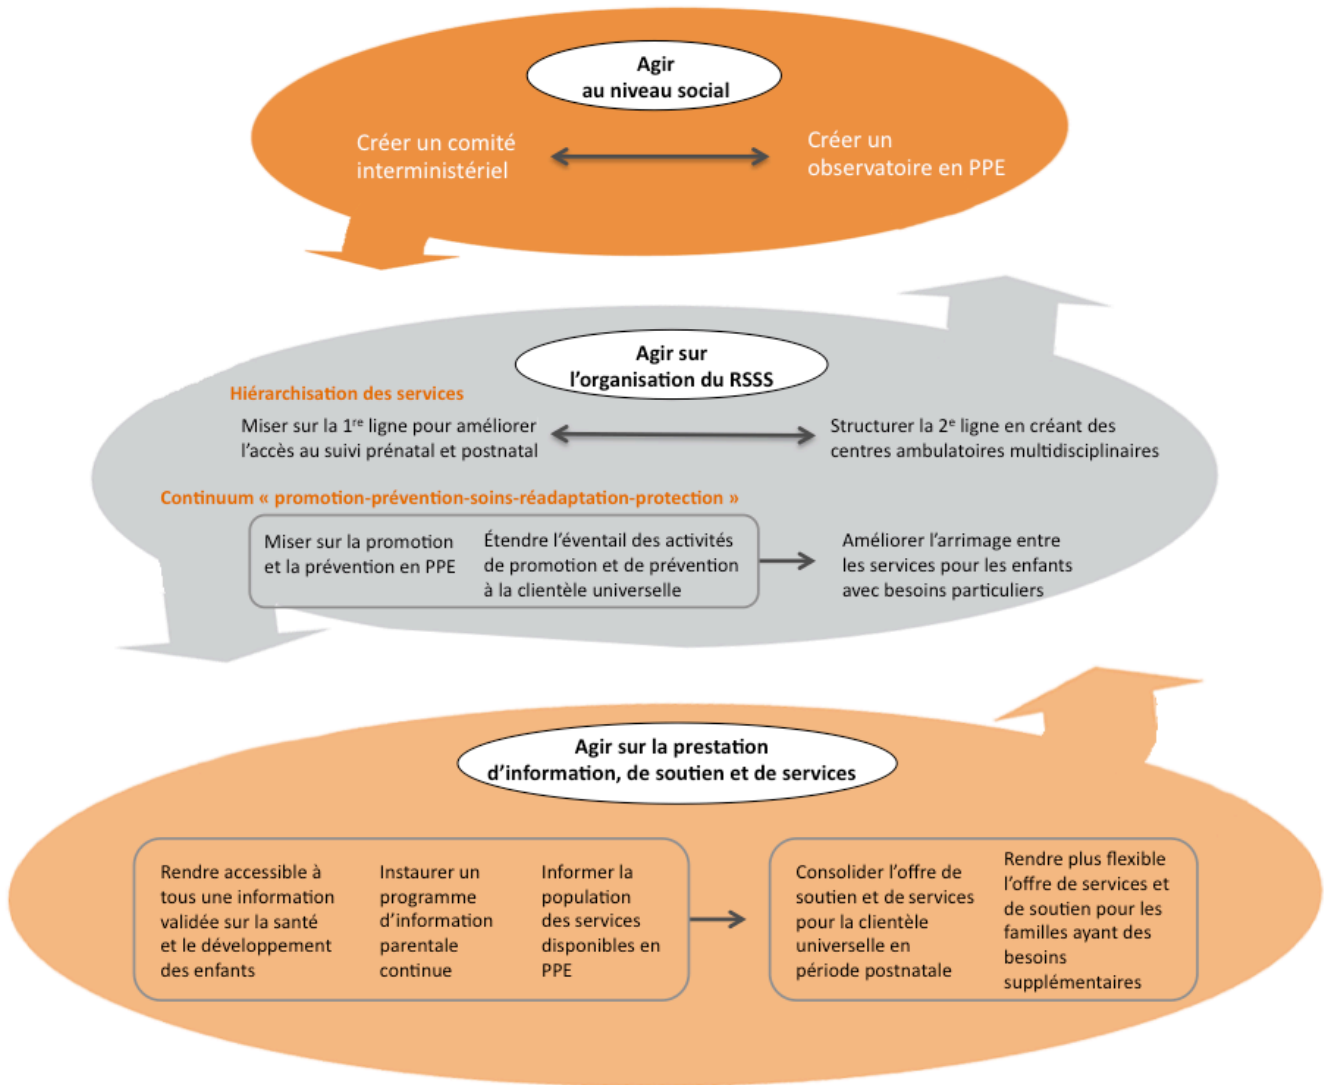 Agir
au niveau social
Créer un comité
interministériel
Créer un
observatoire en PPE
Agir sur
l'organisation du RSSS
Hiérarchisation des services
Miser sur la 1re ligne pour améliorer
l'accès au suivi prénatal et postnatal
Structurer la 2e ligne en créant des
centres ambulatoires multidisciplinaires
Continuum « promotion-prévention-soins-réadaptation-protection »
Miser sur la promotion
et la prévention en PPE
Étendre l'éventail des activités
de promotion et de prévention
à la clientèle universelle
Améliorer l'arrimage entre
les services pour les enfants
avec besoins particuliers
Agir sur la prestation
d'information, de soutien et de services
Rendre accessible à
tous une information
validée sur la santé
et le développement
des enfants
Instaurer un
programme
d'information
parentale
continue
Informer la
population
des services
disponibles en
PPE
Consolider l'offre de
soutien et de services
pour la clientèle
universelle en
période postnatale
Rendre plus flexible
l'offre de services et
de soutien pour les
familles ayant des
besoins
supplémentaires